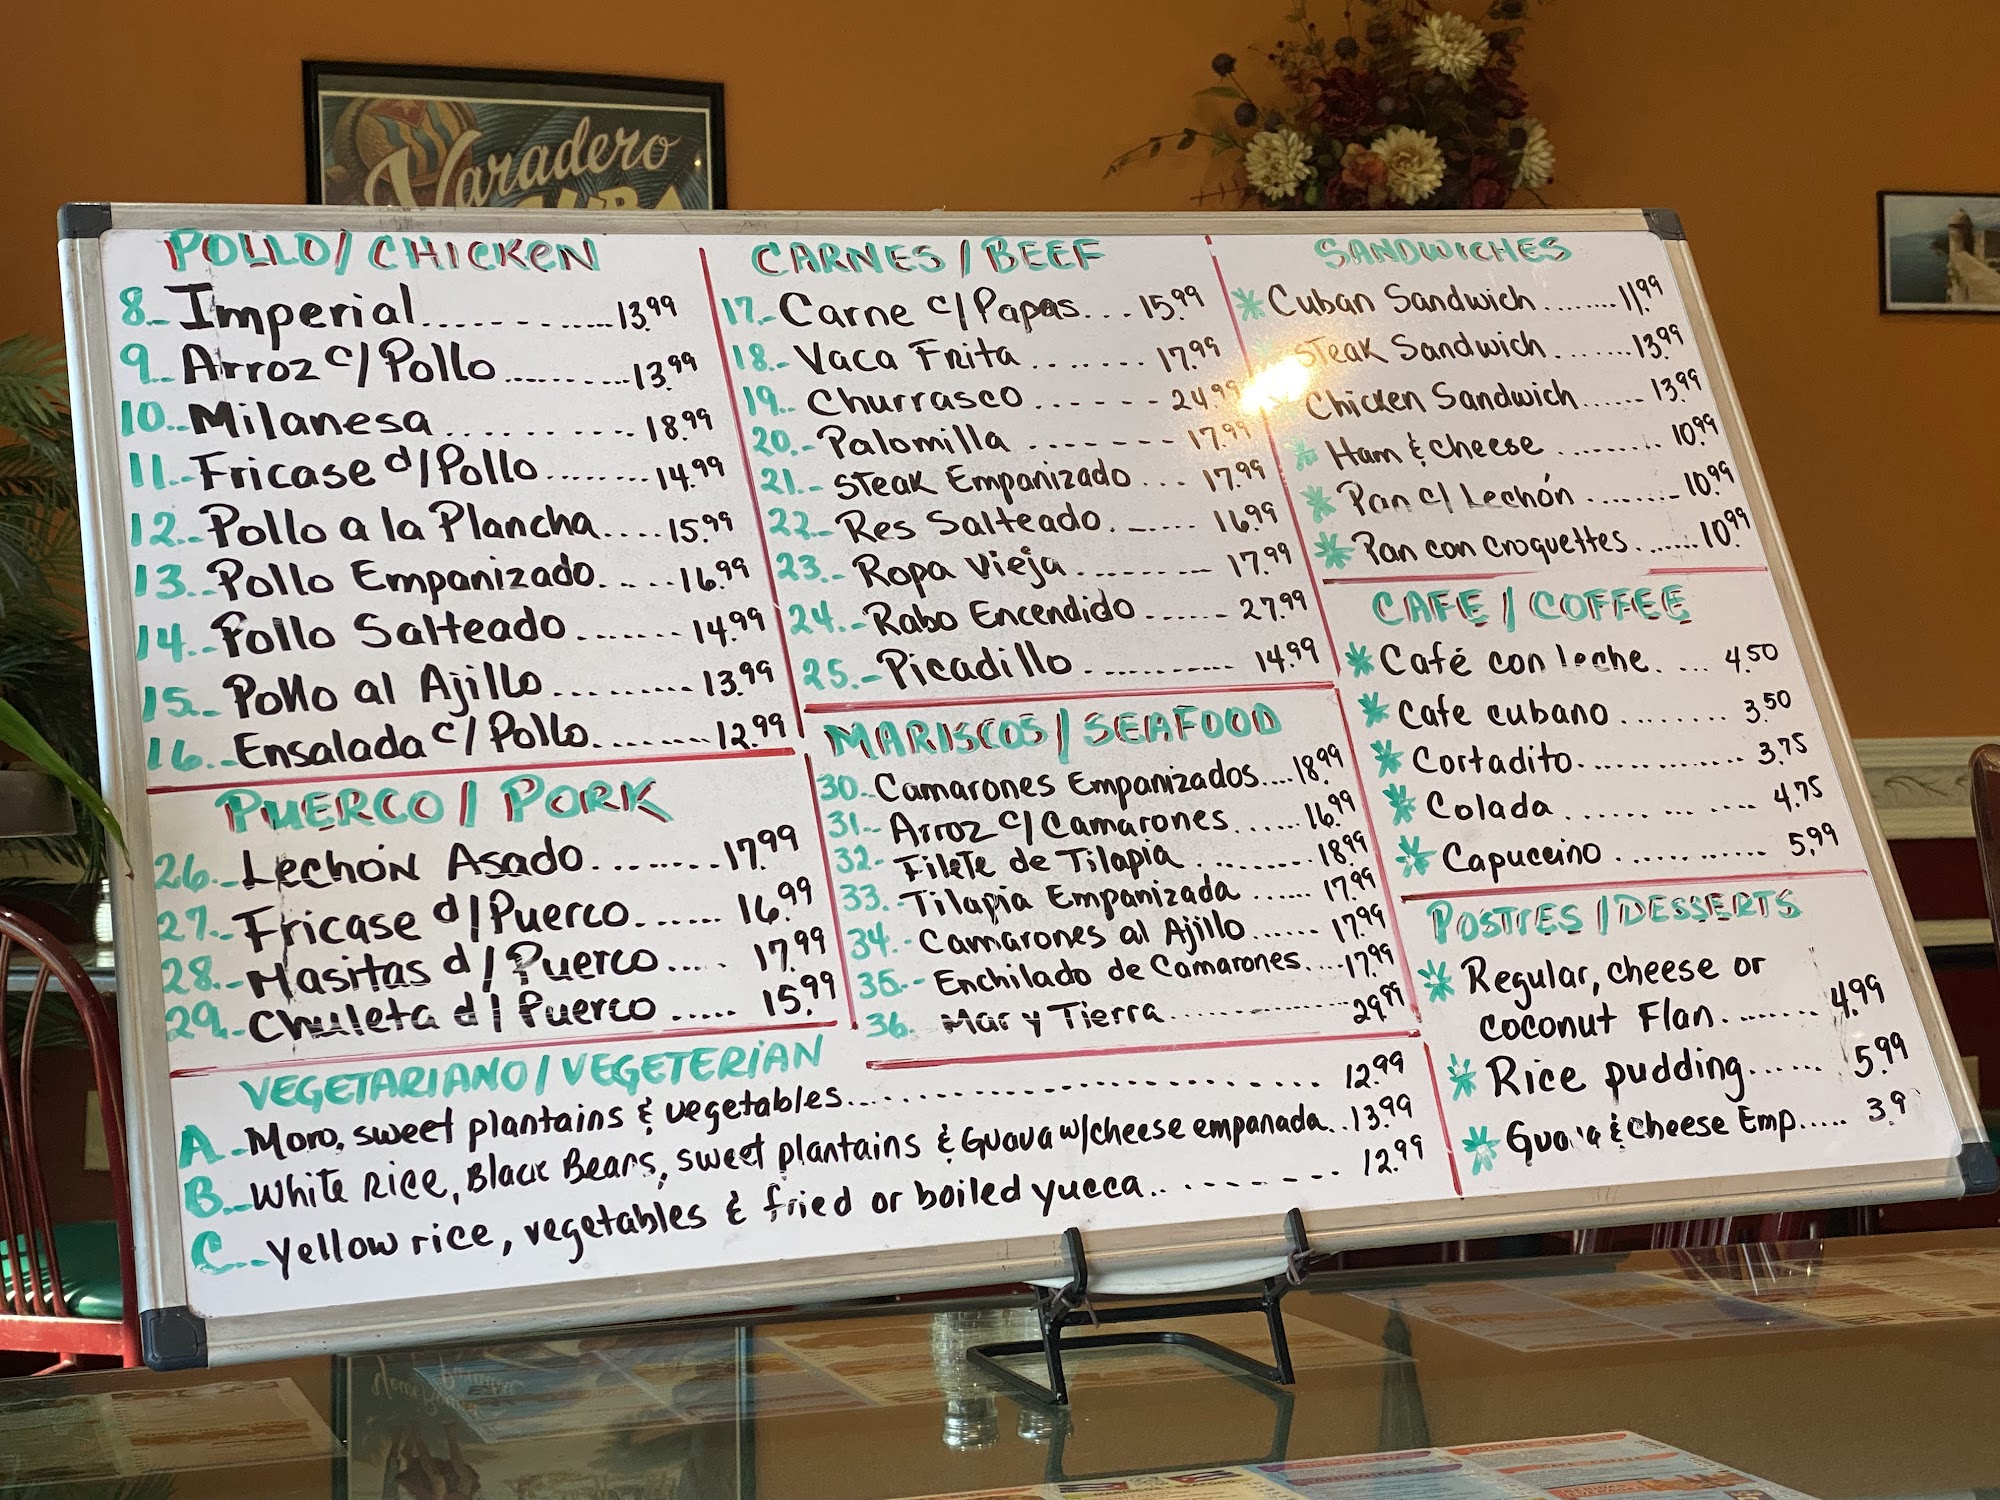 Varadero
CUBA
POLLO/CHICKEN
8.- Imperial.............13.99
9.- Arroz c/Pollo..........13.99
10.- Milanesa..........18.99
11.- Fricase d/Pollo........14.99
12.- Pollo a la Plancha....15.99
13.- Pollo Empanizado.....16.99
14.- Pollo Salteado.......14.99
15.- Pollo al Ajillo.........13.99
16.- Ensalada c/Pollo.......12.99
PUERCO/PORK
26.- Lechón Asado........17.99
27.- Fricase d/Puerco......16.99
28.- Masitas d/Puerco.....17.99
29.- Chuleta d/Puerco.....15.99
CARNES/BEEF
17.- Carne c/Papas...15.99
18.- Vaca Frita.......17.99
19.- Churrasco......24.99
20.- Palomilla.......17.99
21.- Steak Empanizado...17.99
22.- Res Salteado......16.99
23.- Ropa Vieja..........17.99
24.- Rabo Encendido......27.99
25.- Picadillo..........14.99
MARISCOS/SEAFOOD
30.- Camarones Empanizados....18.99
31.- Arroz c/Camarones......16.99
32.- Filete de Tilapia.........18.99
33.- Tilapia Empanizada......17.99
34.- Camarones al Ajillo......17.99
35.- Enchilado de Camarones....17.99
36. Mar y Tierra...............29.99
VEGETARIANO/VEGETERIAN
A.- Moro, sweet plantains & vegetables....................12.99
B.- White Rice, Black Beans, sweet plantains & Guava w/cheese empanada..13.99
C.- Yellow rice, vegetables & fried or boiled yucca.........12.99
SANDWICHES
* Cuban Sandwich........11.99
Steak Sandwich.......13.99
Chicken Sandwich......13.99
* Ham & cheese.........10.99
* Pan c/Lechón........10.99
* Pan con croquettes.......10.99
CAFE/COFFEE
* Café con leche....4.50
* Cafe cubano........3.50
* Cortadito.............3.75
* Colada............4.75
* Capuccino............5.99
POSTRES/DESSERTS
* Regular, cheese or
coconut Flan........4.99
* Rice pudding......5.99
* Guava & cheese Emp.....3.9